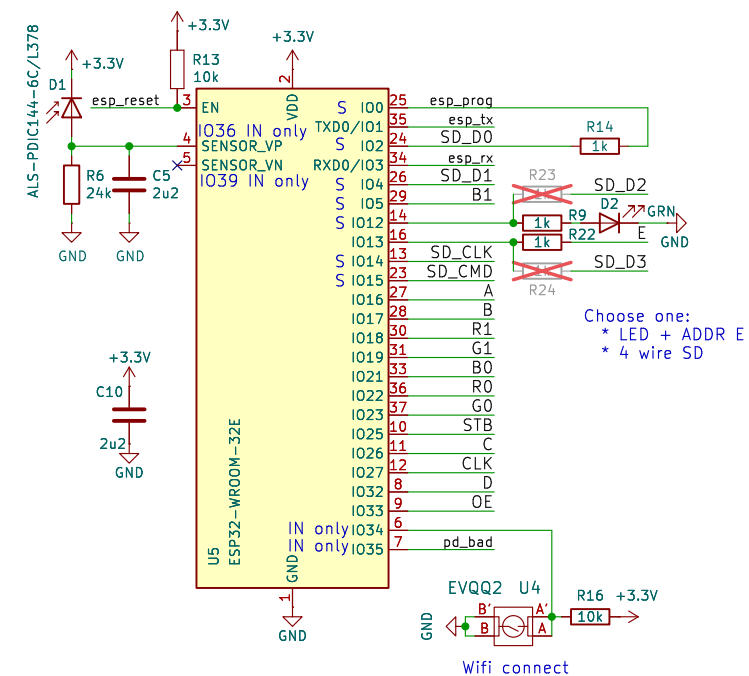 ALS-PDIC144-6C/L378
D1
+3.3V
+3.3V
R13
10k
+3.3V
esp_reset
R6
24k
C5
2u2
GND
GND
+3.3V
C10
2u2
GND
2
VDD
3 EN
IO36 IN only
4 SENSOR_VP
5 SENSOR_VN
IO39 IN only
S IO0 25 esp_prog
TXD0/IO1 35 esp_tx
S IO2 24 SD_D0
RXD0/IO3 34 esp_rx
S IO4 26 SD_D1
S IO5 29 B1
S IO12 14
IO13 16
S IO14 13 SD_CLK
S IO15 23 SD_CMD
IO16 27 A
IO17 28 B
IO18 30 R1
IO19 31 G1
IO21 33 B0
IO22 36 R0
IO23 37 G0
IO25 10 STB
IO26 11 C
IO27 12 CLK
IO32 8 D
IO33 9 OE
IN only IO34 6
IN only IO35 7 pd_bad
U5
ESP32-WROOM-32E
GND
1
GND
R14
1k
R23
SD_D2
D2
1k
R9
GRN
GND
1k
R22
E
SD_D3
R24
Choose one:
* LED + ADDR E
* 4 wire SD
EVQQ2 U4
R16
10k
+3.3V
GND
B' A'
B A
Wifi connect